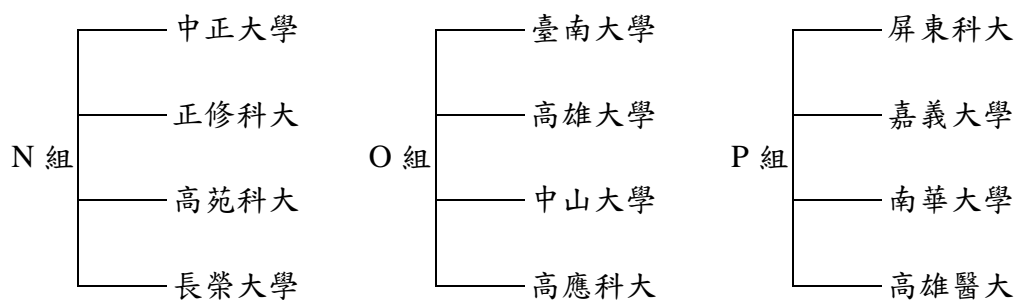 N 組
中正大學
正修科大
高苑科大
長榮大學
O 組
臺南大學
高雄大學
中山大學
高應科大
P 組
屏東科大
嘉義大學
南華大學
高雄醫大